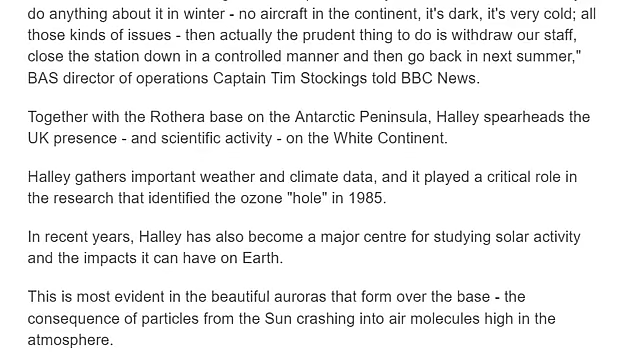 do anything about it in winter - no aircraft in the continent, it's dark, it's very cold; all
those kinds of issues - then actually the prudent thing to do is withdraw our staff,
close the station down in a controlled manner and then go back in next summer,"
BAS director of operations Captain Tim Stockings told BBC News.
Together with the Rothera base on the Antarctic Peninsula, Halley spearheads the
UK presence - and scientific activity - on the White Continent.
Halley gathers important weather and climate data, and it played a critical role in
the research that identified the ozone "hole" in 1985.
In recent years, Halley has also become a major centre for studying solar activity
and the impacts it can have on Earth.
This is most evident in the beautiful auroras that form over the base - the
consequence of particles from the Sun crashing into air molecules high in the
atmosphere.